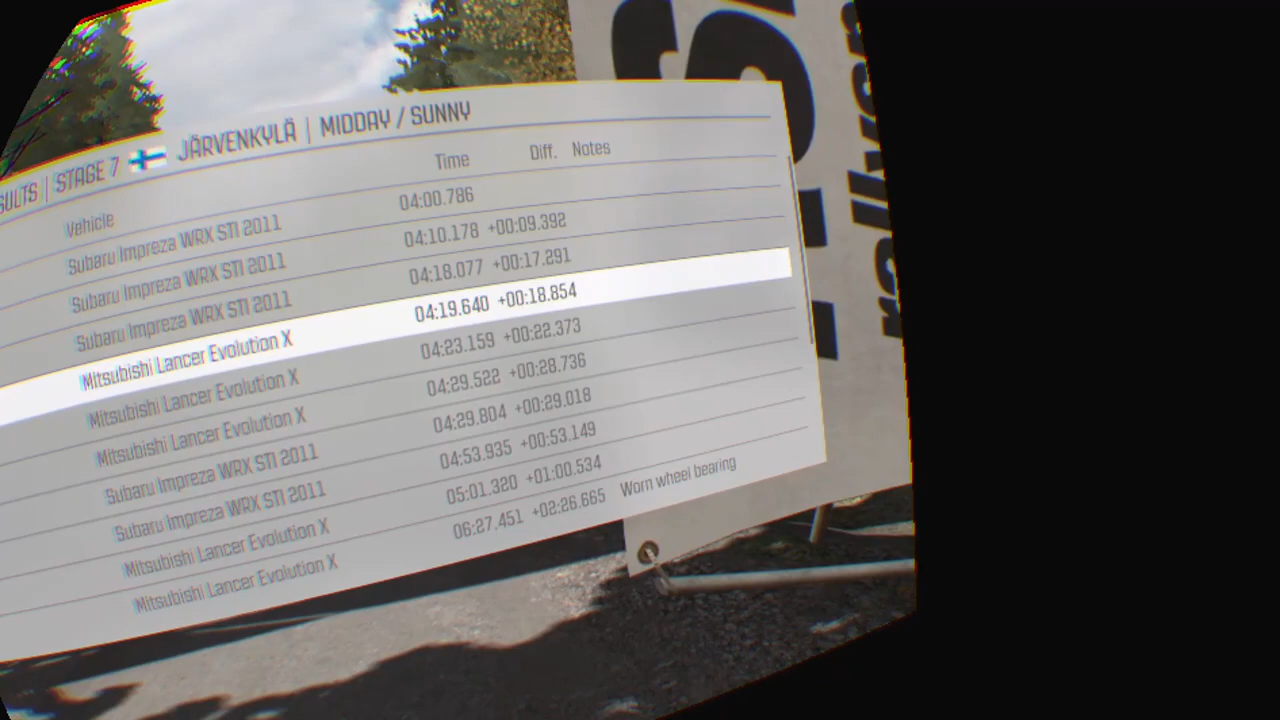 SULTS | STAGE 7 JÄRVENKYLÄ | MIDDAY / SUNNY
Vehicle Time Diff. Notes
Subaru Impreza WRX STI 2011 04:00.786
Subaru Impreza WRX STI 2011 04:10.178 +00:09.392
Subaru Impreza WRX STI 2011 04:18.077 +00:17.291
Mitsubishi Lancer Evolution X 04:19.640 +00:18.854
Mitsubishi Lancer Evolution X 04:23.159 +00:22.373
Mitsubishi Lancer Evolution X 04:29.522 +00:28.736
Subaru Impreza WRX STI 2011 04:29.804 +00:29.018
Subaru Impreza WRX STI 2011 04:53.935 +00:53.149
Mitsubishi Lancer Evolution X 05:01.320 +01:00.534
Mitsubishi Lancer Evolution X 06:27.451 +02:26.665 Worn wheel bearing